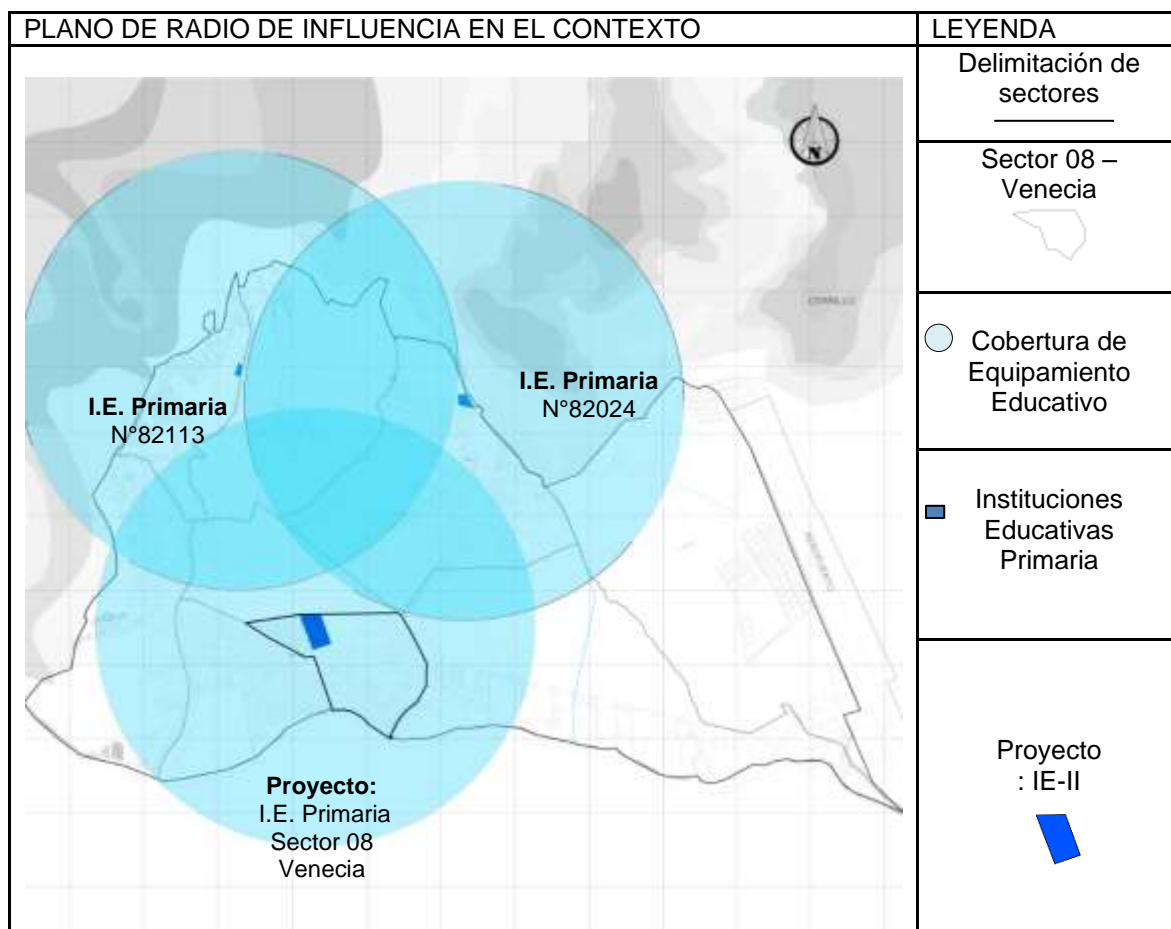 PLANO DE RADIO DE INFLUENCIA EN EL CONTEXTO
LEYENDA
Delimitación de
sectores
Sector 08 –
Venecia
Cobertura de
Equipamiento
Educativo
Instituciones
Educativas
Primaria
Proyecto
: IE-II
N
I.E. Primaria
N°82113
I.E. Primaria
N°82024
Proyecto:
I.E. Primaria
Sector 08
Venecia